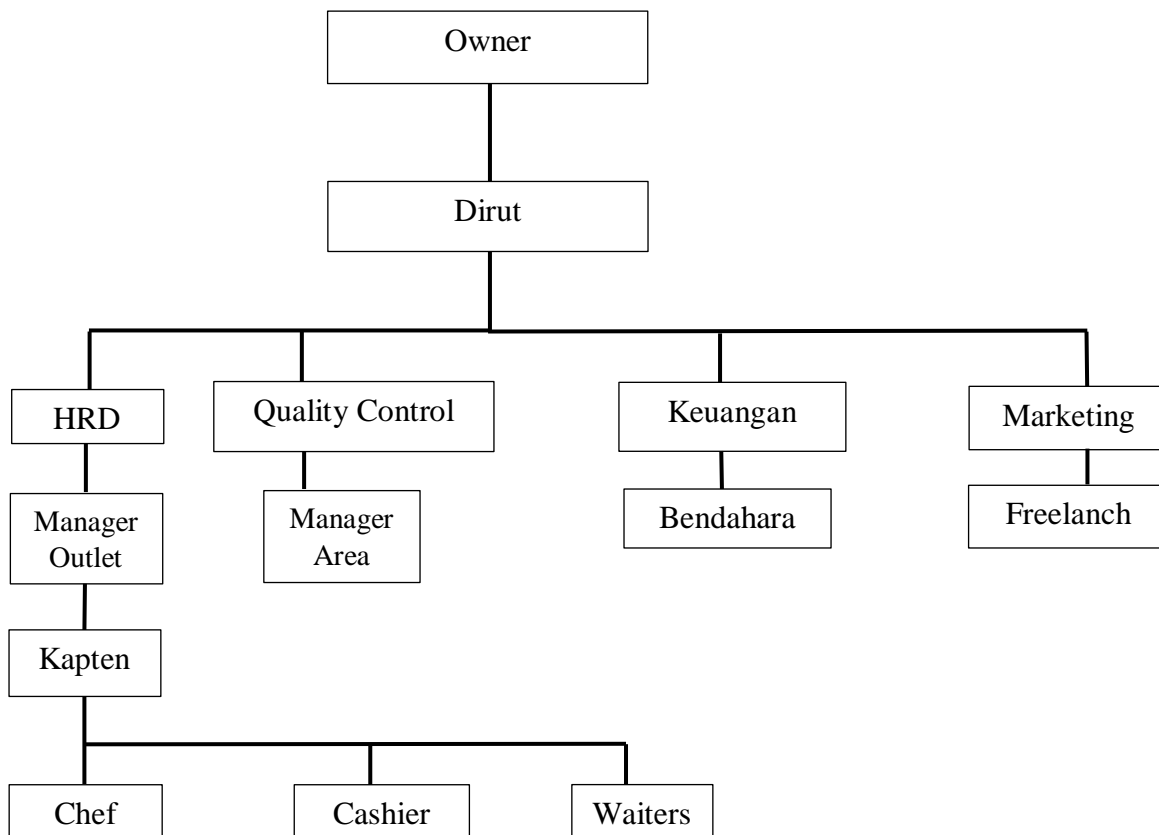 Owner
Dirut
HRD
Quality Control
Keuangan
Marketing
Manager
Outlet
Manager
Area
Bendahara
Freelanch
Kapten
Chef
Cashier
Waiters